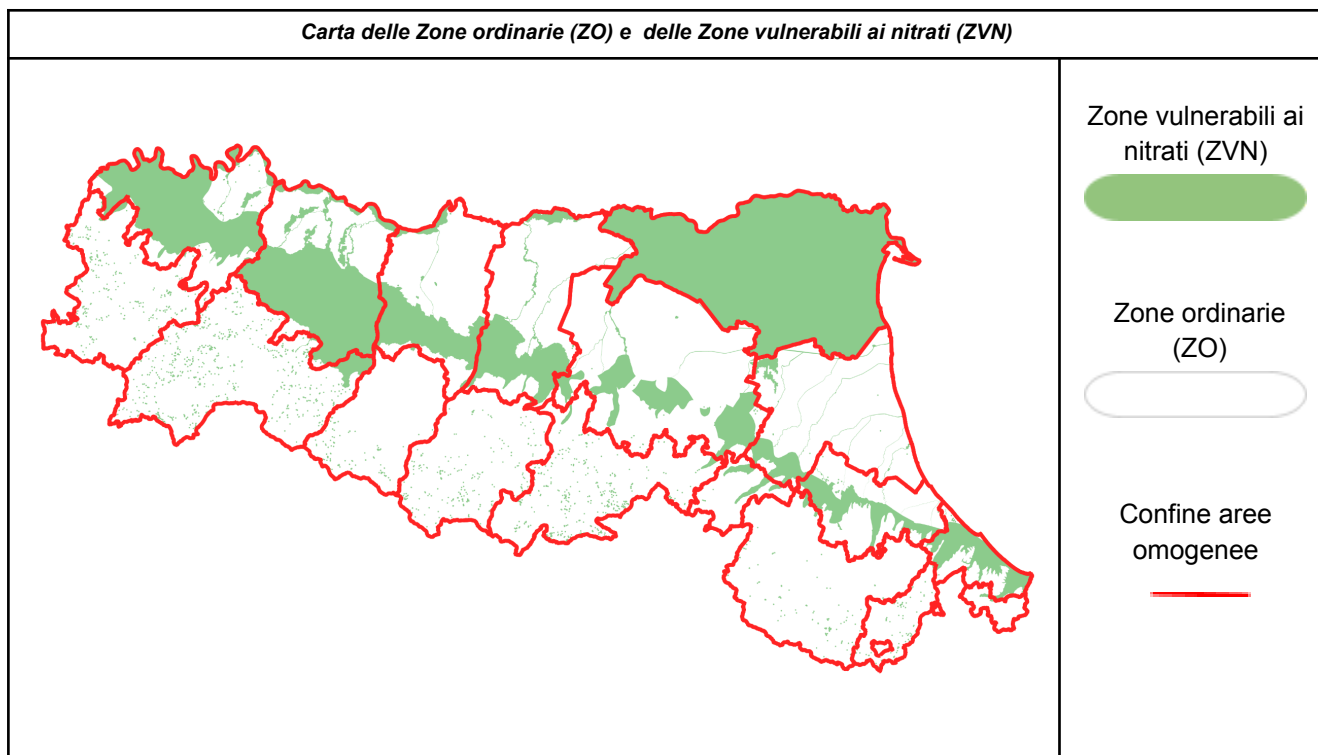 Carta delle Zone ordinarie (ZO) e delle Zone vulnerabili ai nitrati (ZVN)
Zone vulnerabili ai
nitrati (ZVN)
Zone ordinarie
(ZO)
Confine aree
omogenee